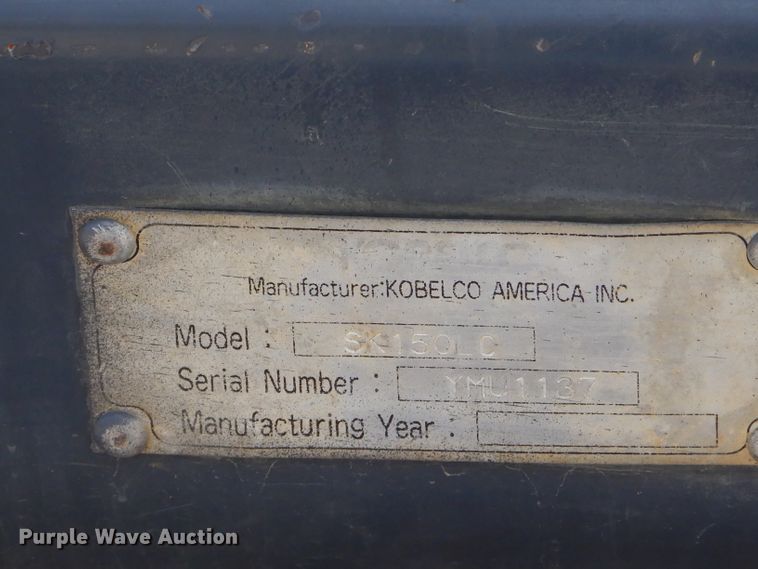 Manufacturer:KOBELCO AMERICA INC.
Model : SK150LC
Serial Number : YMU1137
Manufacturing Year :
Purple Wave Auction